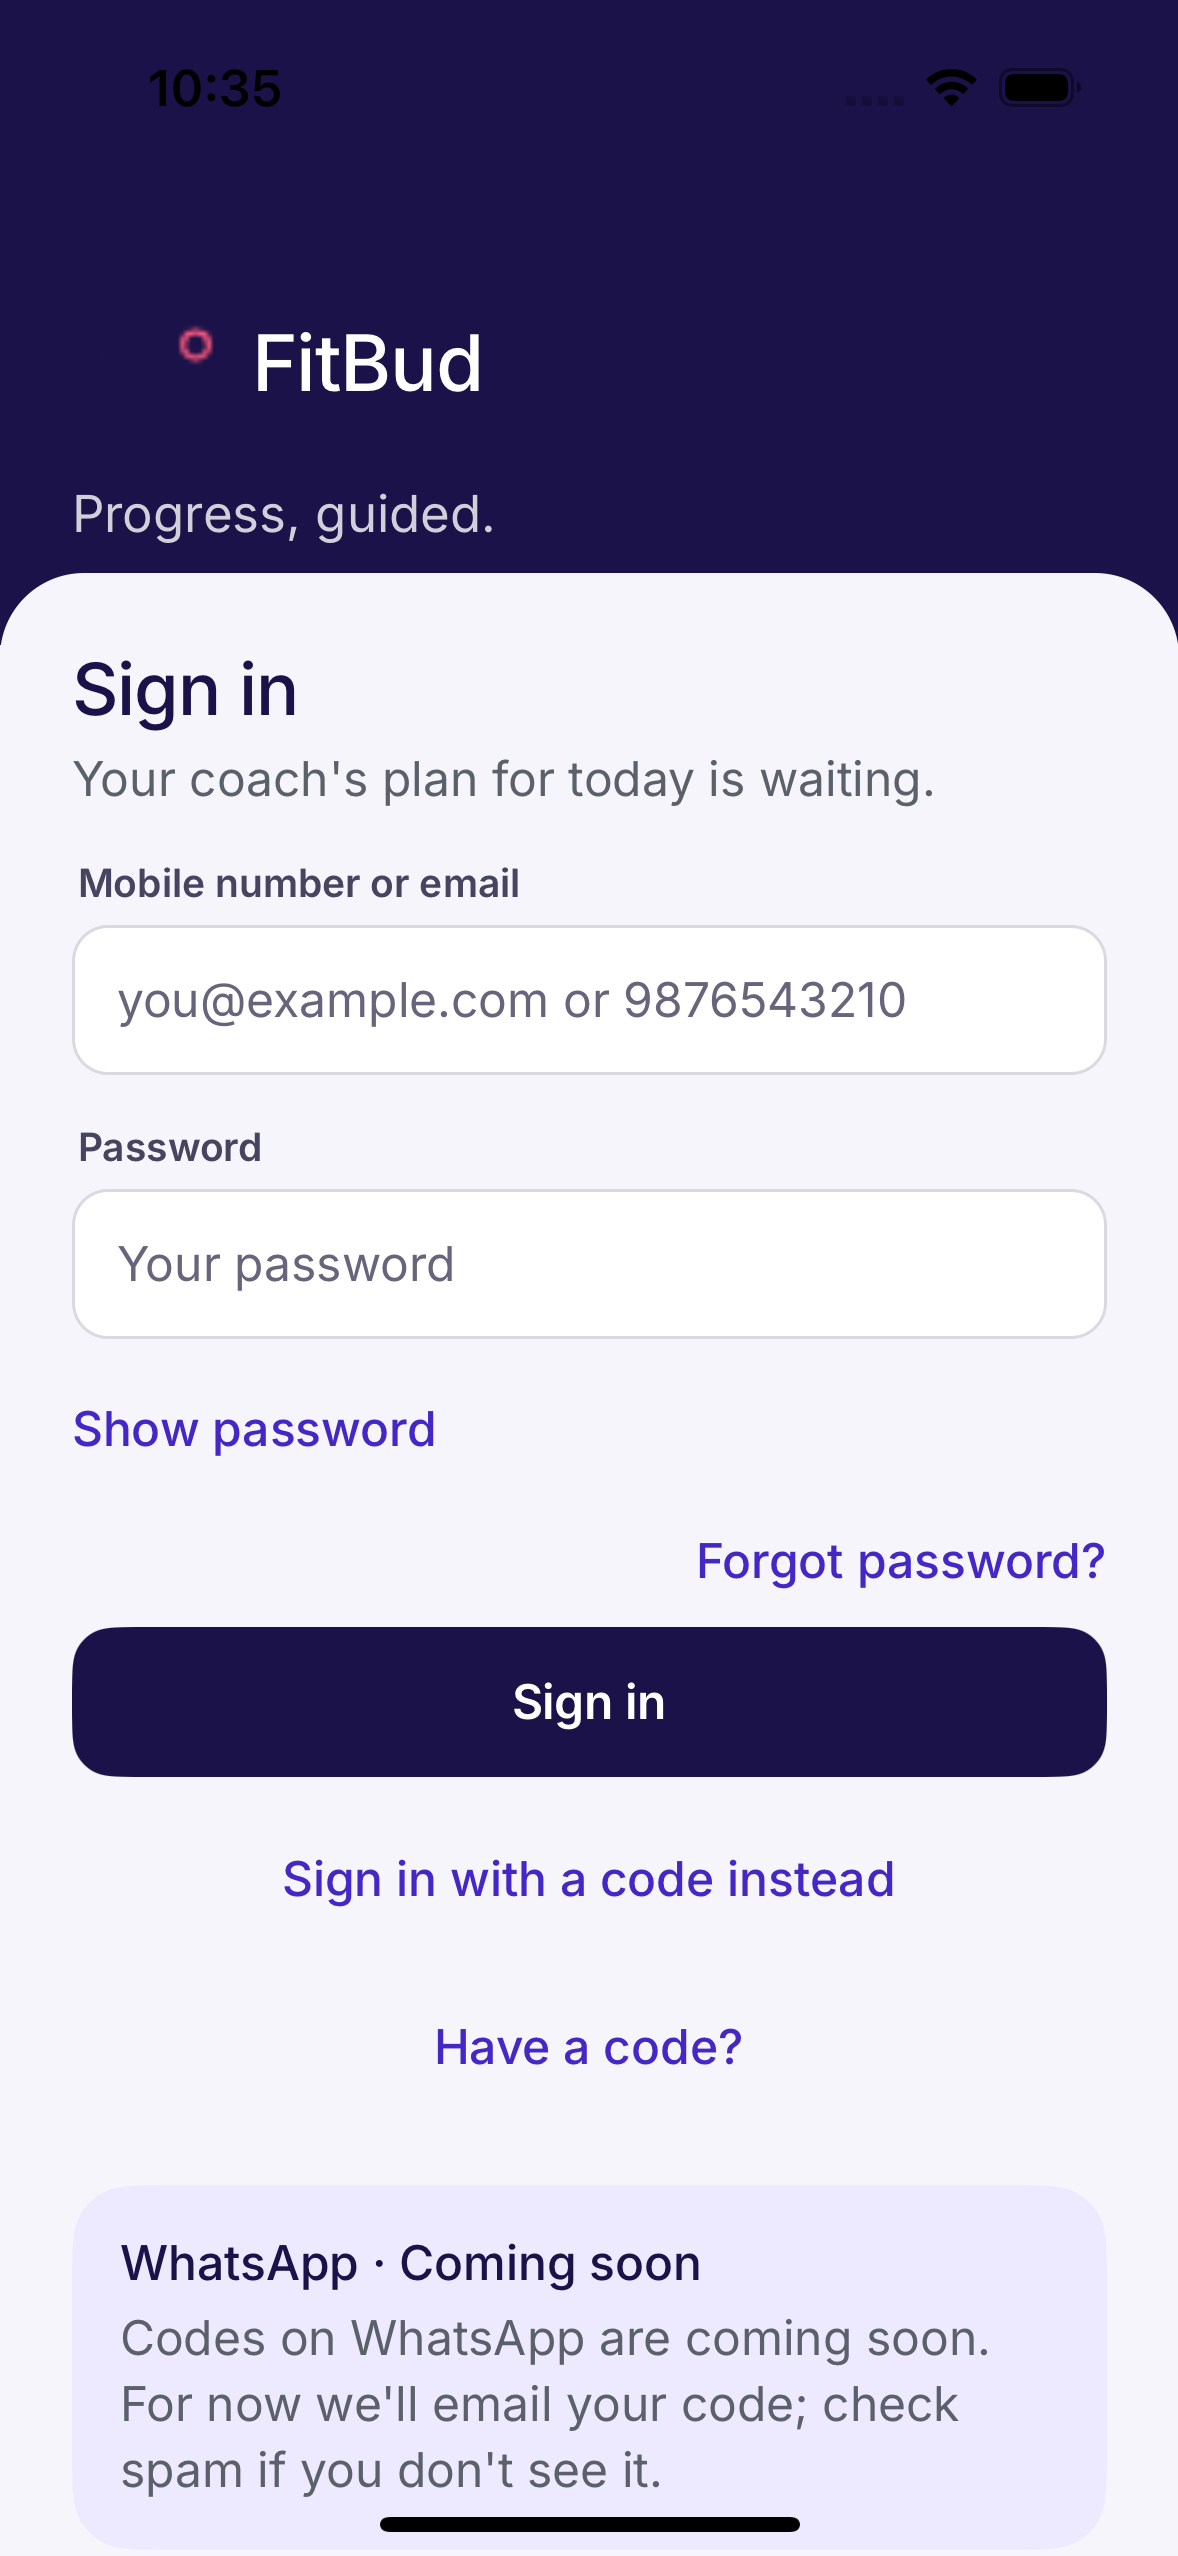 10:35
FitBud
Progress, guided.
Sign in
Your coach's plan for today is waiting.
Mobile number or email
you@example.com or 9876543210
Password
Your password
Show password
Forgot password?
Sign in
Sign in with a code instead
Have a code?
WhatsApp · Coming soon
Codes on WhatsApp are coming soon.
For now we'll email your code; check
spam if you don't see it.